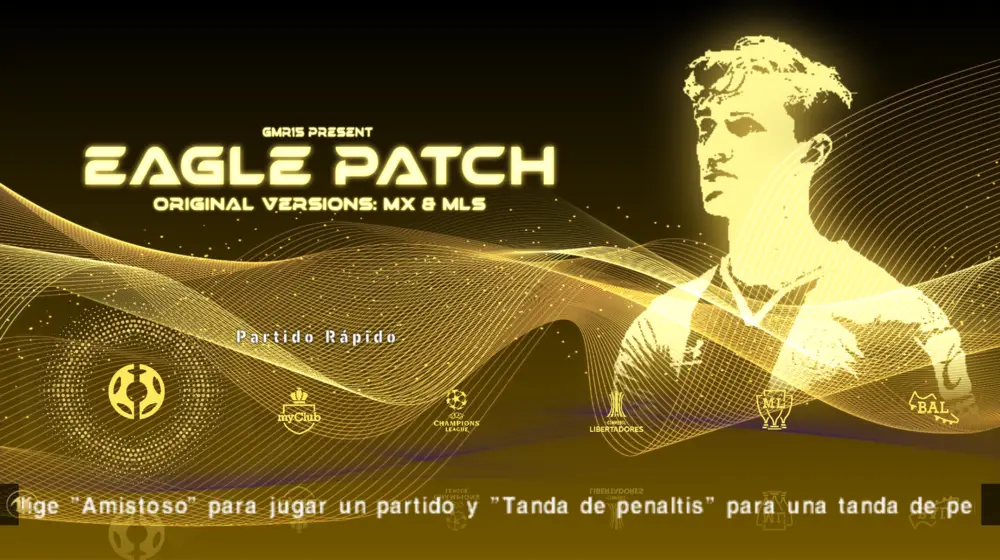 GMR15 PRESENT
EAGLE PATCH
ORIGINAL VERSIONS: MX & MLS
Partido Rápido
myClub
CHAMPIONS
LEAGUE
LIBERTADORES
ML
BAL
"Amistoso" para jugar un partido y "Tanda de penaltis" para una tanda de pe